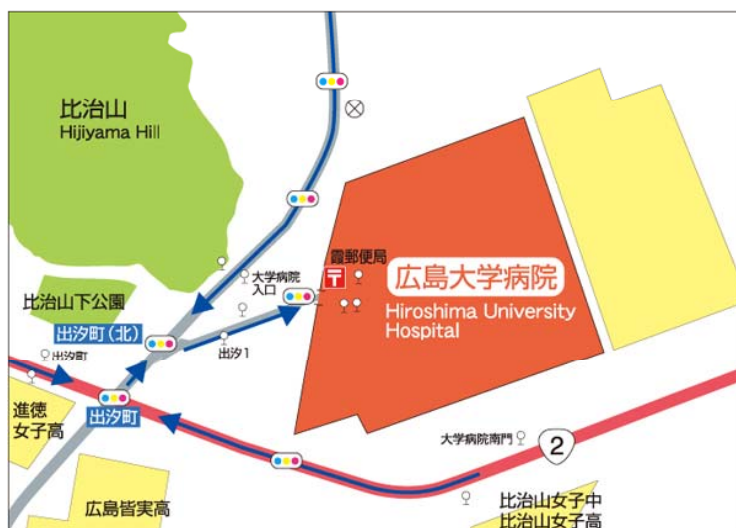 比治山
Hijiyama Hill
霞郵便局
〒
大学病院
入口
広島大学病院
Hiroshima University
Hospital
比治山下公園
出汐町(北)
出汐町
出汐1
出汐町
進徳
女子高
大学病院南門
2
広島皆実高
比治山女子中
比治山女子高